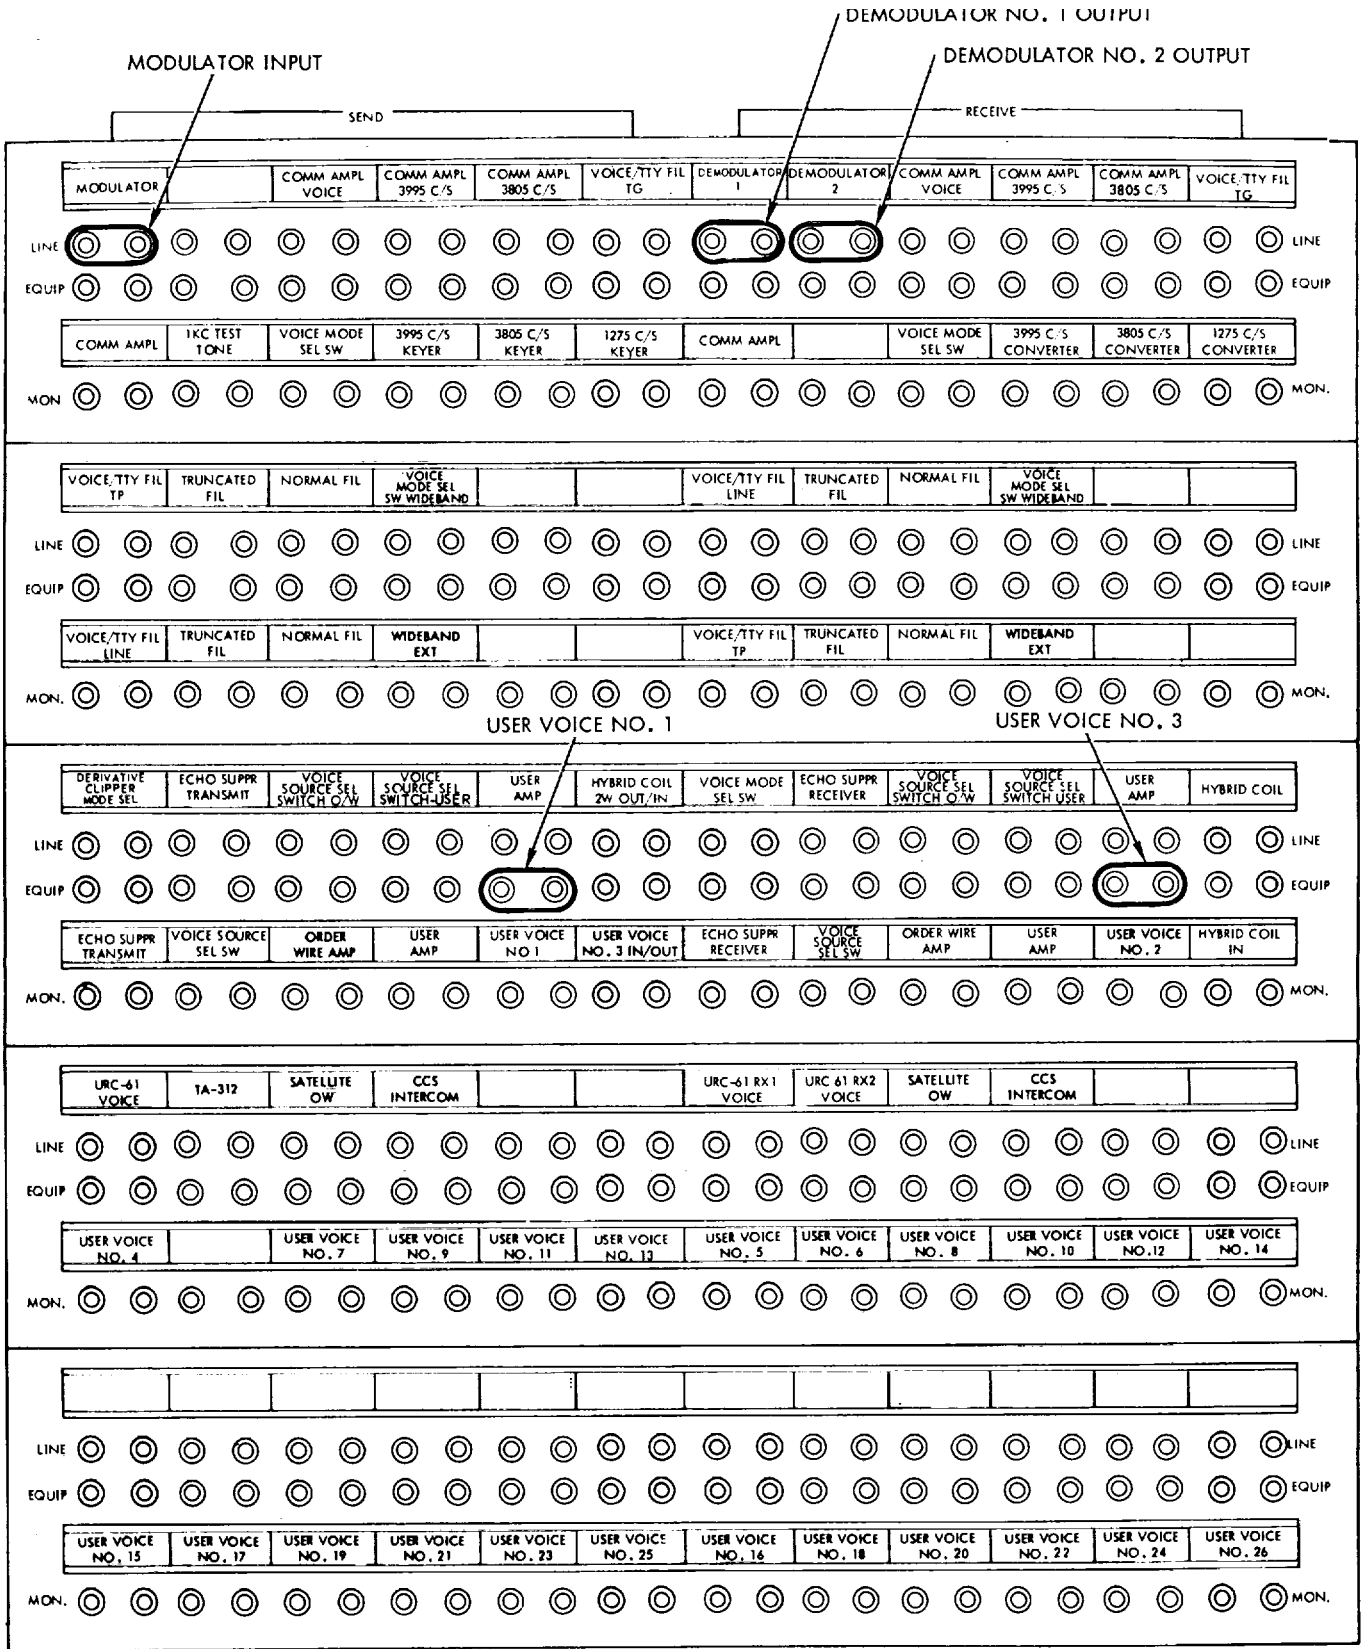 DEMODULATOR NO. 1 OUTPUT
MODULATOR INPUT
DEMODULATOR NO. 2 OUTPUT
SEND
RECEIVE
MODULATOR
COMM AMPL VOICE
COMM AMPL 3995 C/S
COMM AMPL 3805 C/S
VOICE/TTY FIL TG
DEMODULATOR 1
DEMODULATOR 2
COMM AMPL VOICE
COMM AMPL 3995 C/S
COMM AMPL 3805 C/S
VOICE/TTY FIL TG
LINE LINE
EQUIP EQUIP
COMM AMPL
1KC TEST TONE
VOICE MODE SEL SW
3995 C/S KEYER
3805 C/S KEYER
1275 C/S KEYER
COMM AMPL
VOICE MODE SEL SW
3995 C/S CONVERTER
3805 C/S CONVERTER
1275 C/S CONVERTER
MON MON.
VOICE/TTY FIL TP
TRUNCATED FIL
NORMAL FIL
VOICE MODE SEL SW WIDEBAND
VOICE/TTY FIL LINE
TRUNCATED FIL
NORMAL FIL
VOICE MODE SEL SW WIDEBAND
LINE LINE
EQUIP EQUIP
VOICE/TTY FIL LINE
TRUNCATED FIL
NORMAL FIL
WIDEBAND EXT
VOICE/TTY FIL TP
TRUNCATED FIL
NORMAL FIL
WIDEBAND EXT
MON. MON.
USER VOICE NO. 1
USER VOICE NO. 3
DERIVATIVE CLIPPER MODE SEL
ECHO SUPPR TRANSMIT
VOICE SOURCE SEL SWITCH O/W
VOICE SOURCE SEL SWITCH-USER
USER AMP
HYBRID COIL 2W OUT/IN
VOICE MODE SEL SW
ECHO SUPPR RECEIVER
VOICE SOURCE SEL SWITCH O/W
VOICE SOURCE SEL SWITCH USER
USER AMP
HYBRID COIL
LINE LINE
EQUIP EQUIP
ECHO SUPPR TRANSMIT
VOICE SOURCE SEL SW
ORDER WIRE AMP
USER AMP
USER VOICE NO 1
USER VOICE NO. 3 IN/OUT
ECHO SUPPR RECEIVER
VOICE SOURCE SEL SW
ORDER WIRE AMP
USER AMP
USER VOICE NO. 2
HYBRID COIL IN
MON. MON.
URC-61 VOICE
TA-312
SATELLITE OW
CCS INTERCOM
URC-61 RX1 VOICE
URC 61 RX2 VOICE
SATELLITE OW
CCS INTERCOM
LINE LINE
EQUIP EQUIP
USER VOICE NO. 4
USER VOICE NO. 7
USER VOICE NO. 9
USER VOICE NO. 11
USER VOICE NO. 13
USER VOICE NO. 5
USER VOICE NO. 6
USER VOICE NO. 8
USER VOICE NO. 10
USER VOICE NO.12
USER VOICE NO. 14
MON. MON.
LINE LINE
EQUIP EQUIP
USER VOICE NO. 15
USER VOICE NO. 17
USER VOICE NO. 19
USER VOICE NO. 21
USER VOICE NO. 23
USER VOICE NO. 25
USER VOICE NO. 16
USER VOICE NO. 18
USER VOICE NO. 20
USER VOICE NO. 22
USER VOICE NO. 24
USER VOICE NO. 26
MON. MON.